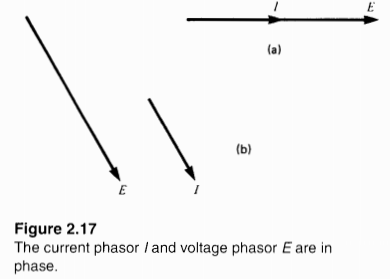 I E
(a)
(b)
E I
Figure 2.17
The current phasor I and voltage phasor E are in
phase.